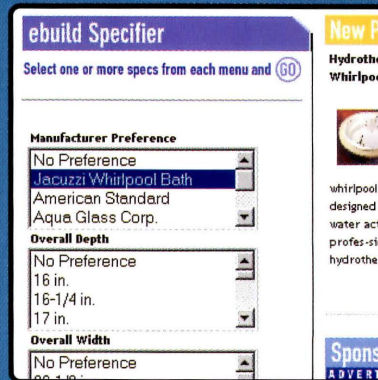 ebuild Specifier
Select one or more specs from each menu and GO
Manufacturer Preference
No Preference
Jacuzzi Whirlpool Bath
American Standard
Aqua Glass Corp.
Overall Depth
No Preference
16 in.
16-1/4 in.
17 in.
Overall Width
No Preference
New
Hydrothe
Whirlpoo
whirlpool
designed
water act
profes-si
hydrothe
Spons
ADVERT